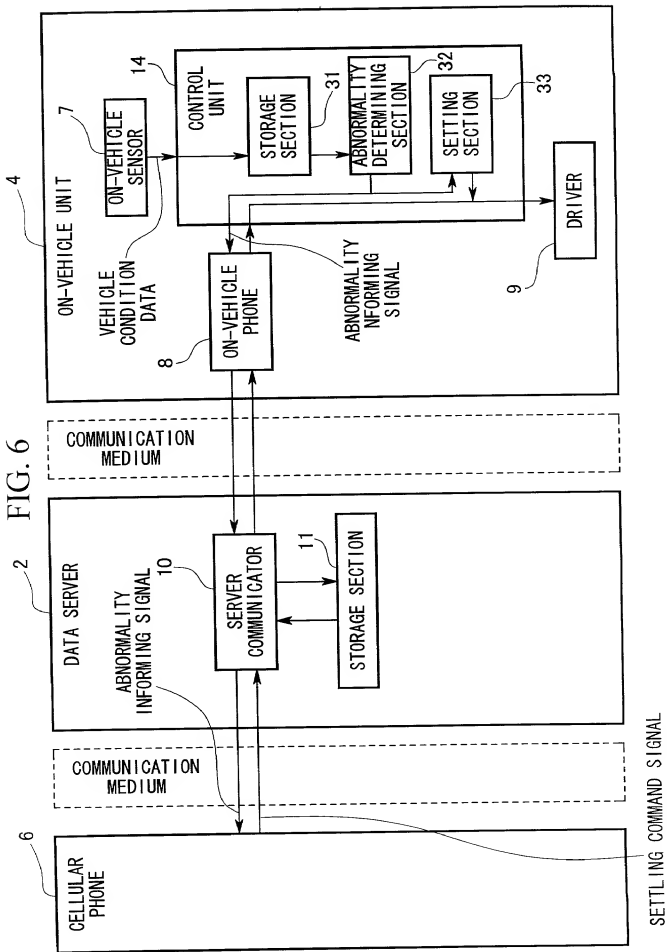 FIG. 6
6
CELLULAR
PHONE
COMMUNICATION
MEDIUM
SETTLING COMMAND SIGNAL
2
DATA SERVER
ABNORMALITY
INFORMING SIGNAL
10
SERVER
COMMUNICATOR
11
STORAGE SECTION
COMMUNICATION
MEDIUM
4
ON-VEHICLE UNIT
7
ON-VEHICLE
SENSOR
VEHICLE
CONDITION
DATA
8
ON-VEHICLE
PHONE
ABNORMALITY
NFORMING
SIGNAL
14
CONTROL
UNIT
STORAGE
SECTION
31
ABNORMALITY
DETERMINING
SECTION
32
SETTING
SECTION
33
9
DRIVER